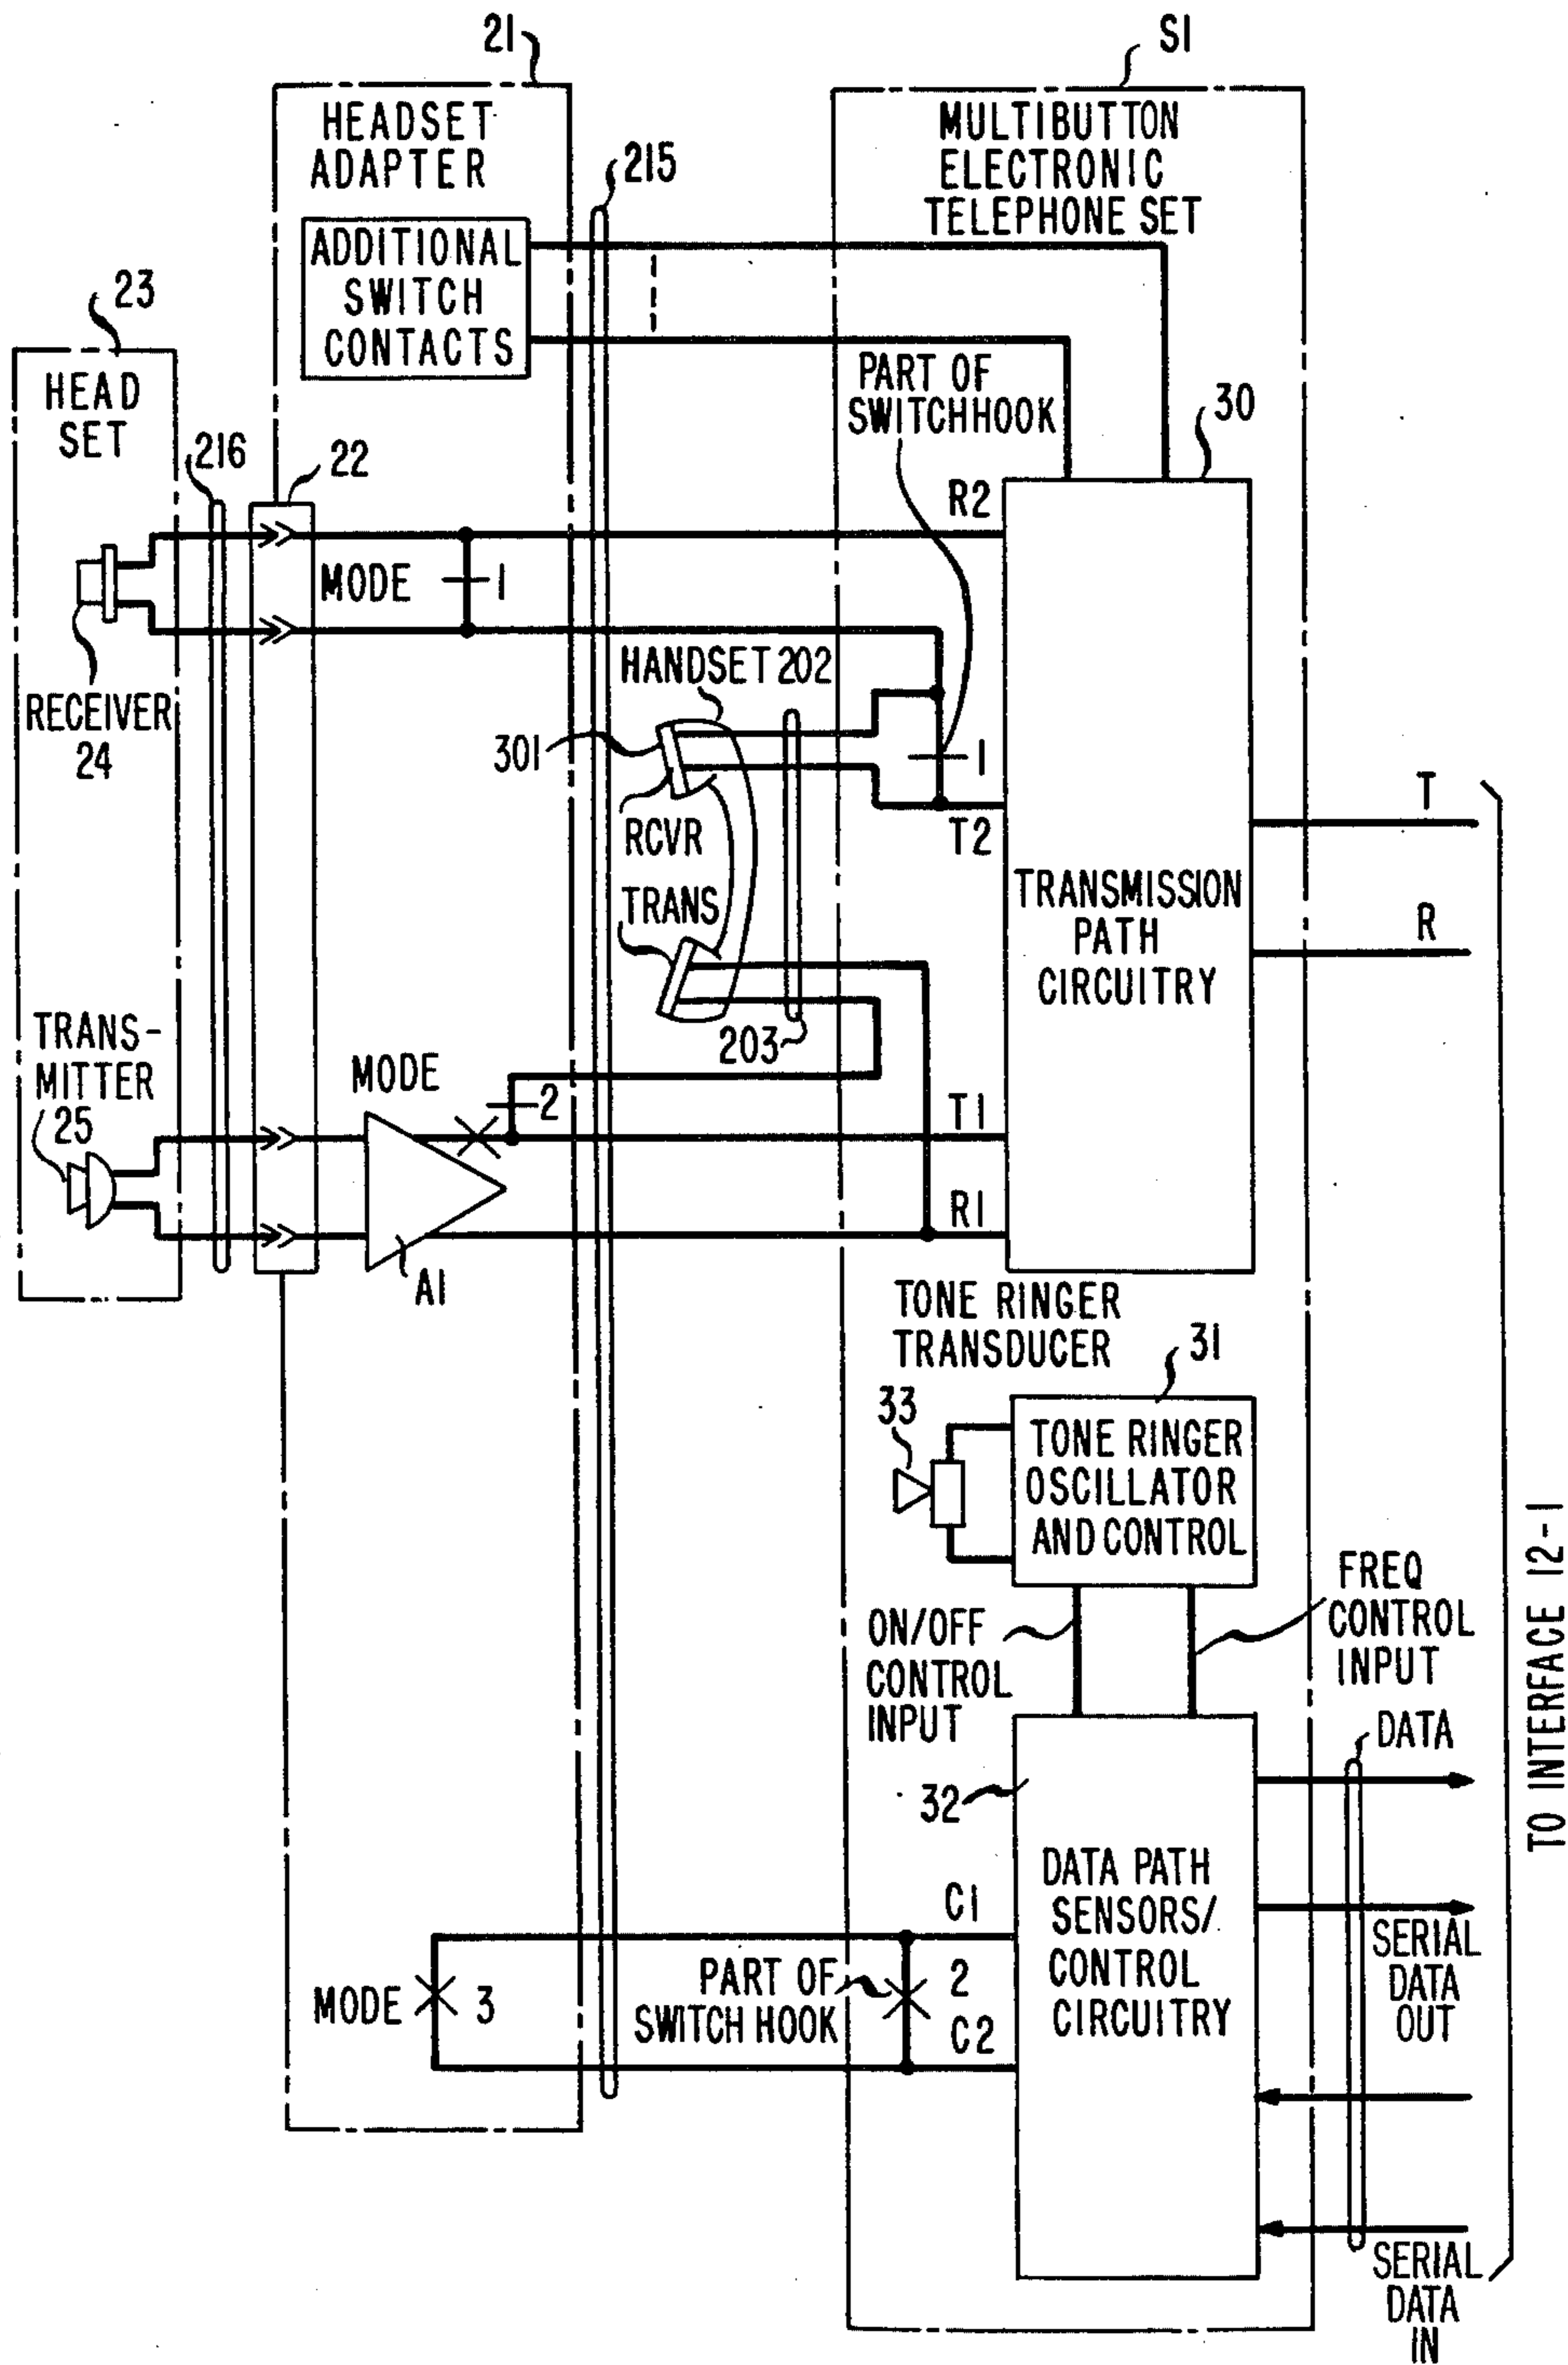 21
S1
HEADSET
ADAPTER
215
MULTIBUTTON
ELECTRONIC
TELEPHONE SET
ADDITIONAL
SWITCH
CONTACTS
23
HEAD
SET
216
22
PART OF
SWITCHHOOK
30
R2
MODE
1
HANDSET 202
RECEIVER
24
301
1
RCVR
T2
T
TRANS
TRANSMISSION
PATH
CIRCUITRY
R
203
TRANS-
MITTER
25
MODE
2
T1
R1
A1
TONE RINGER
TRANSDUCER
31
33
TONE RINGER
OSCILLATOR
AND CONTROL
ON/OFF
CONTROL
INPUT
FREQ
CONTROL
INPUT
TO INTERFACE 12-1
DATA
32
DATA PATH
SENSORS/
CONTROL
CIRCUITRY
C1
MODE
3
PART OF
SWITCH HOOK
2
C2
SERIAL
DATA
OUT
SERIAL
DATA
IN